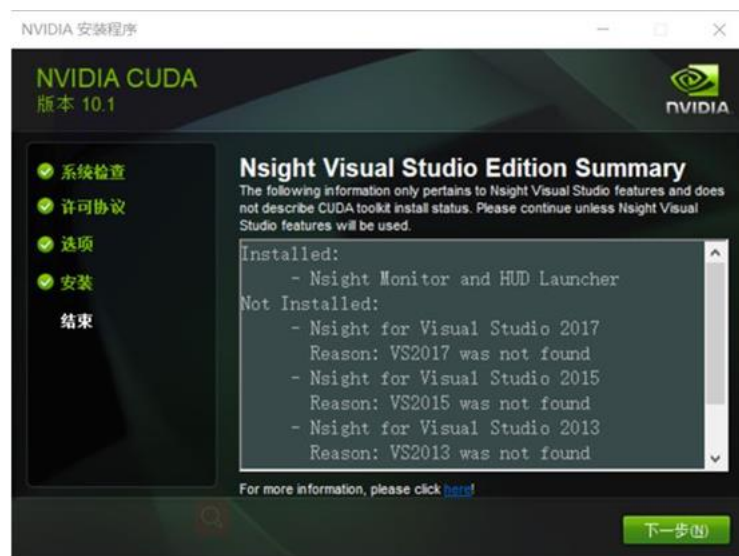 NVIDIA 安装程序
NVIDIA CUDA
版本 10.1
NVIDIA.
系统检查
许可协议
选项
安装
结束
Nsight Visual Studio Edition Summary
The following information only pertains to Nsight Visual Studio features and does
not describe CUDA toolkit install status. Please continue unless Nsight Visual
Studio features will be used.
Installed:
- Nsight Monitor and HUD Launcher
Not Installed:
- Nsight for Visual Studio 2017
Reason: VS2017 was not found
- Nsight for Visual Studio 2015
Reason: VS2015 was not found
- Nsight for Visual Studio 2013
Reason: VS2013 was not found
For more information, please click here!
下一步(N)